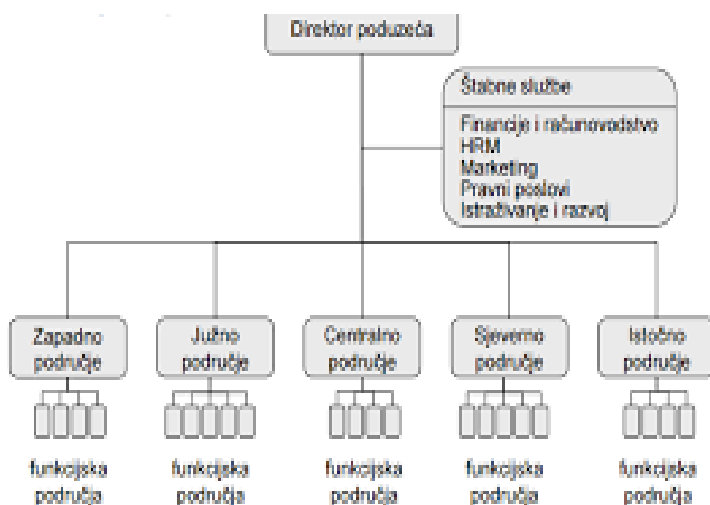 Direktor poduzeća
Štabne službe
Financije i računovodstvo
HRM
Marketing
Pravni poslovi
Istraživanje i razvoj
Zapadno
područje
Južno
područje
Centralno
područje
Sjeverno
područje
Istočno
područje
funkcijska
područja
funkcijska
područja
funkcijska
područja
funkcijska
područja
funkcijska
područja